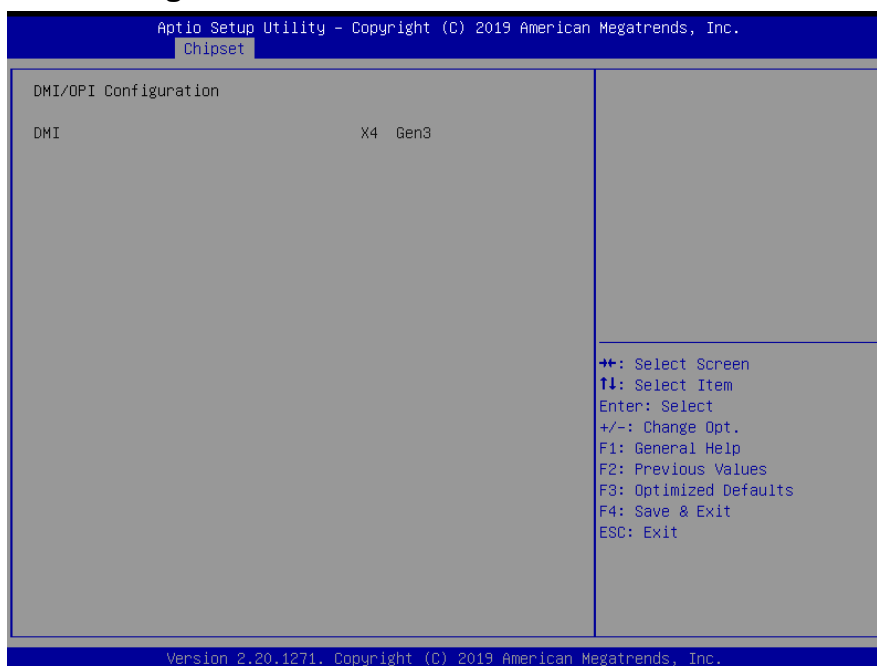 Aptio Setup Utility – Copyright (C) 2019 American Megatrends, Inc.
Chipset
DMI/OPI Configuration
DMI X4 Gen3
→←: Select Screen
↑↓: Select Item
Enter: Select
+/-: Change Opt.
F1: General Help
F2: Previous Values
F3: Optimized Defaults
F4: Save & Exit
ESC: Exit
Version 2.20.1271. Copyright (C) 2019 American Megatrends, Inc.